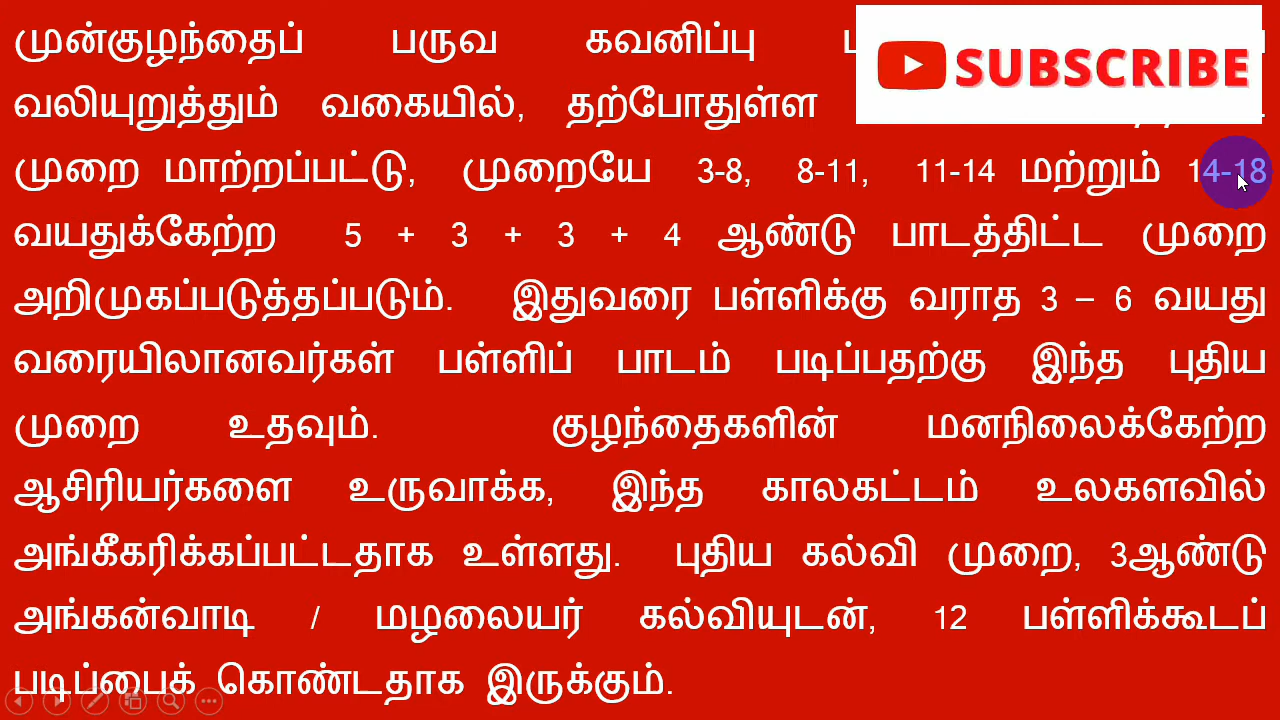 முன்குழந்தைப் பருவ கவனிப்பு
SUBSCRIBE
வலியுறுத்தும் வகையில், தற்போதுள்ள
முறை மாற்றப்பட்டு, முறையே 3-8, 8-11, 11-14 மற்றும் 14-18
வயதுக்கேற்ற 5 + 3 + 3 + 4 ஆண்டு பாடத்திட்ட முறை
அறிமுகப்படுத்தப்படும். இதுவரை பள்ளிக்கு வராத 3 – 6 வயது
வரையிலானவர்கள் பள்ளிப் பாடம் படிப்பதற்கு இந்த புதிய
முறை உதவும். குழந்தைகளின் மனநிலைக்கேற்ற
ஆசிரியர்களை உருவாக்க, இந்த காலகட்டம் உலகளவில்
அங்கீகரிக்கப்பட்டதாக உள்ளது. புதிய கல்வி முறை, 3ஆண்டு
அங்கன்வாடி / மழலையர் கல்வியுடன், 12 பள்ளிக்கூடப்
படிப்பைக் கொண்டதாக இருக்கும்.